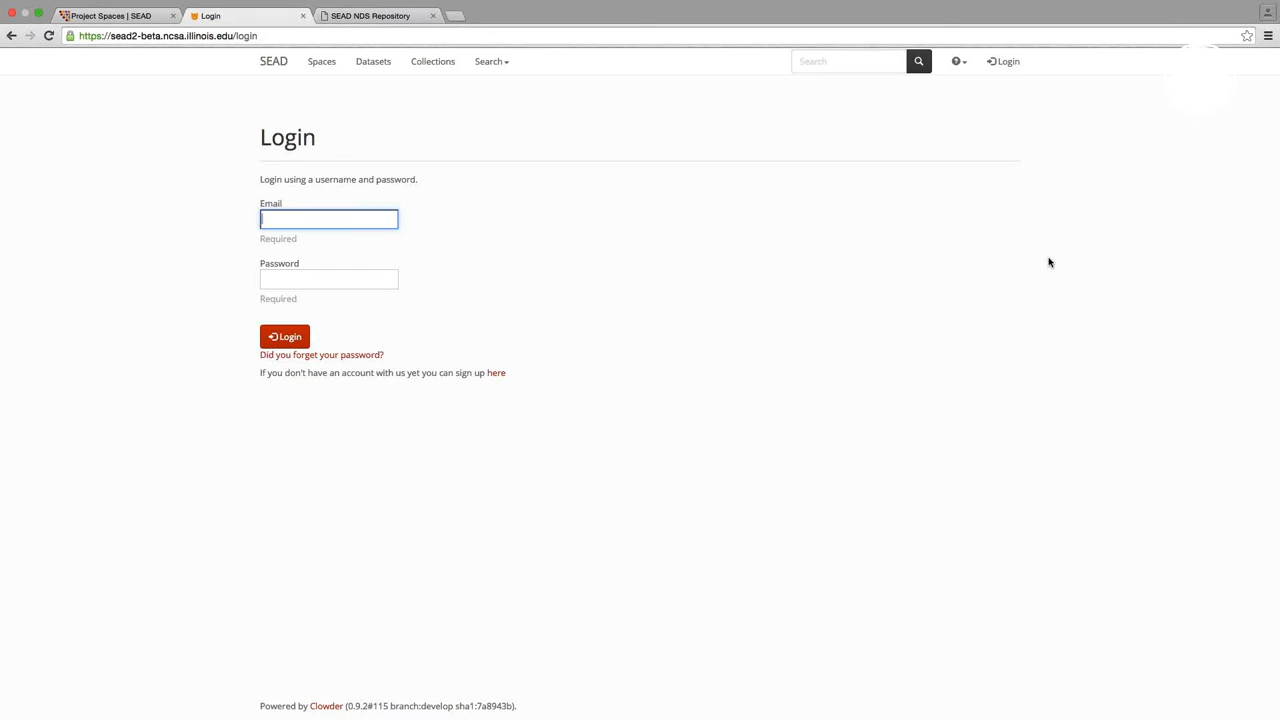 Project Spaces | SEAD
Login
SEAD NDS Repository
https://sead2-beta.ncsa.illinois.edu/login
SEAD Spaces Datasets Collections Search Search Login
Login
Login using a username and password.
Email
Required
Password
Required
Login
Did you forget your password?
If you don't have an account with us yet you can sign up here
Powered by Clowder (0.9.2#115 branch:develop sha1:7a8943b).